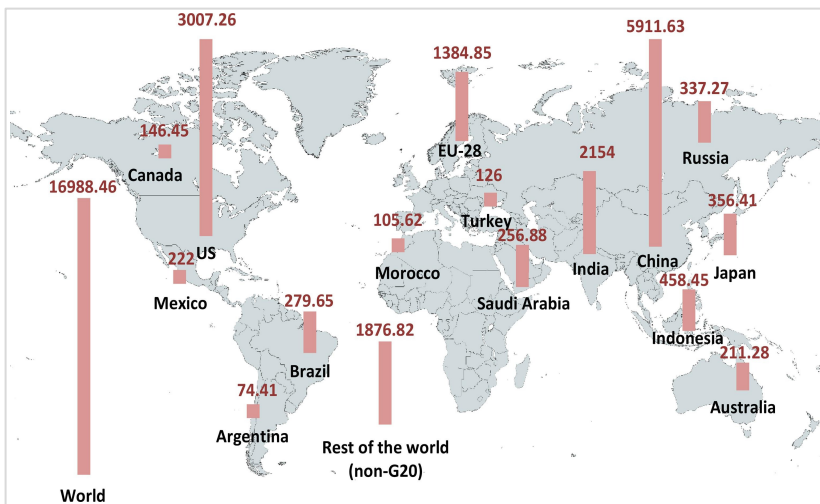 3007.26
5911.63
1384.85
337.27
146.45
EU-28
2154
Russia
Canada
16988.46
126
105.62
Turkey
356.41
256.88
US
Morocco
India
China
Japan
222
458.45
Mexico
Saudi Arabia
279.65
1876.82
Indonesia
211.28
Brazil
74.41
Australia
Argentina
Rest of the world
(non-G20)
World